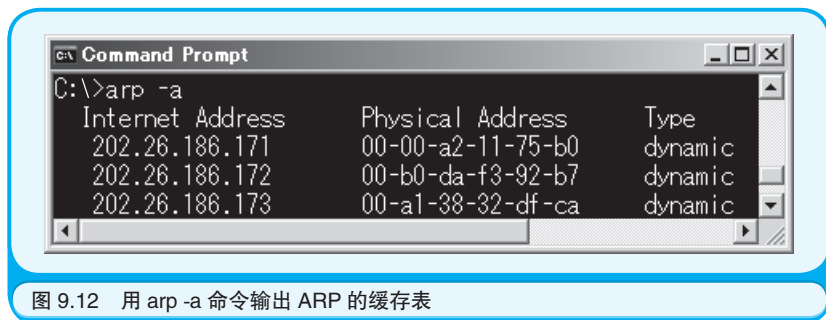 Command Prompt
C:\>arp -a
Internet Address Physical Address Type
202.26.186.171 00-00-a2-11-75-b0 dynamic
202.26.186.172 00-b0-da-f3-92-b7 dynamic
202.26.186.173 00-a1-38-32-df-ca dynamic
图 9.12 用 arp -a 命令输出 ARP 的缓存表